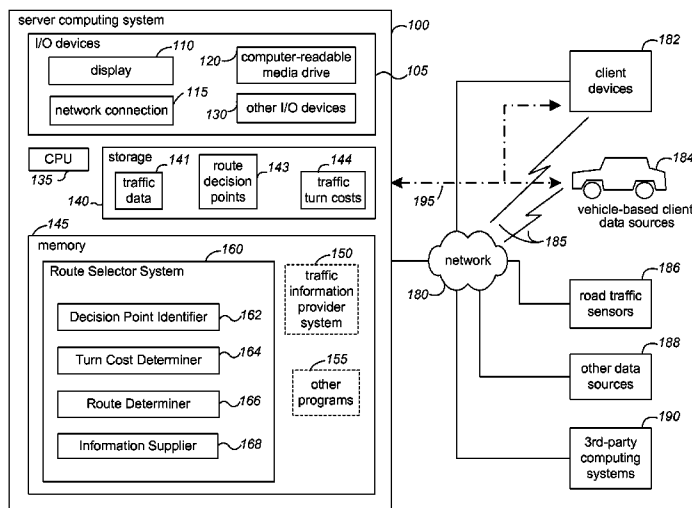 server computing system
100
I/O devices
110
display
120
computer-readable
media drive
105
115
network connection
130
other I/O devices
CPU
135
storage
141
traffic
data
route
decision
points
143
144
traffic
turn costs
140
145
memory
160
Route Selector System
Decision Point Identifier
162
Turn Cost Determiner
164
Route Determiner
166
Information Supplier
168
150
traffic
information
provider
system
155
other
programs
182
client
devices
184
vehicle-based client
data sources
195
185
network
180
186
road traffic
sensors
188
other data
sources
190
3rd-party
computing
systems